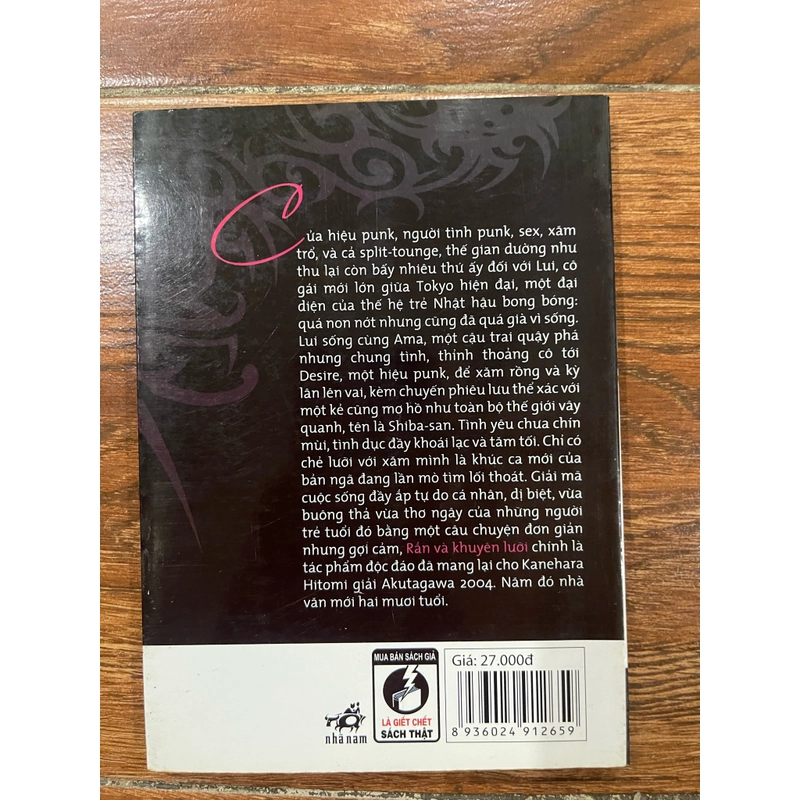 Cửa hiệu punk, người tình punk, sex, xăm
trổ, và cả split-tounge, thế gian dường như
thu lại còn bấy nhiêu thứ ấy đối với Lui, cô
gái mới lớn giữa Tokyo hiện đại, một đại
diện của thế hệ trẻ Nhật hậu bong bóng:
quá non nớt nhưng cũng đã quá già vì sống.
Lui sống cùng Ama, một cậu trai quậy phá
nhưng chung tình, thỉnh thoảng cô tới
Desire, một hiệu punk, để xăm rồng và kỳ
lân lên vai, kèm chuyến phiêu lưu thể xác với
một kẻ cũng mơ hồ như toàn bộ thế giới vây
quanh, tên là Shiba-san. Tình yêu chưa chín
mùi, tình dục đầy khoái lạc và tăm tối. Chỉ có
chẻ lưỡi với xăm mình là khúc ca mới của
bản ngã đang lần mò tìm lối thoát. Giải mã
cuộc sống đầy ắp tự do cá nhân, dị biệt, vừa
buông thả vừa thơ ngây của những người
trẻ tuổi đó bằng một câu chuyện đơn giản
nhưng gợi cảm, Rắn và khuyên lưỡi chính là
tác phẩm độc đáo đã mang lại cho Kanehara
Hitomi giải Akutagawa 2004. Năm đó nhà
văn mới hai mươi tuổi.
nhã nam
MUA BÁN SÁCH GIẢ
LÀ GIẾT CHẾT
SÁCH THẬT
Giá: 27.000đ
8 936024 912659